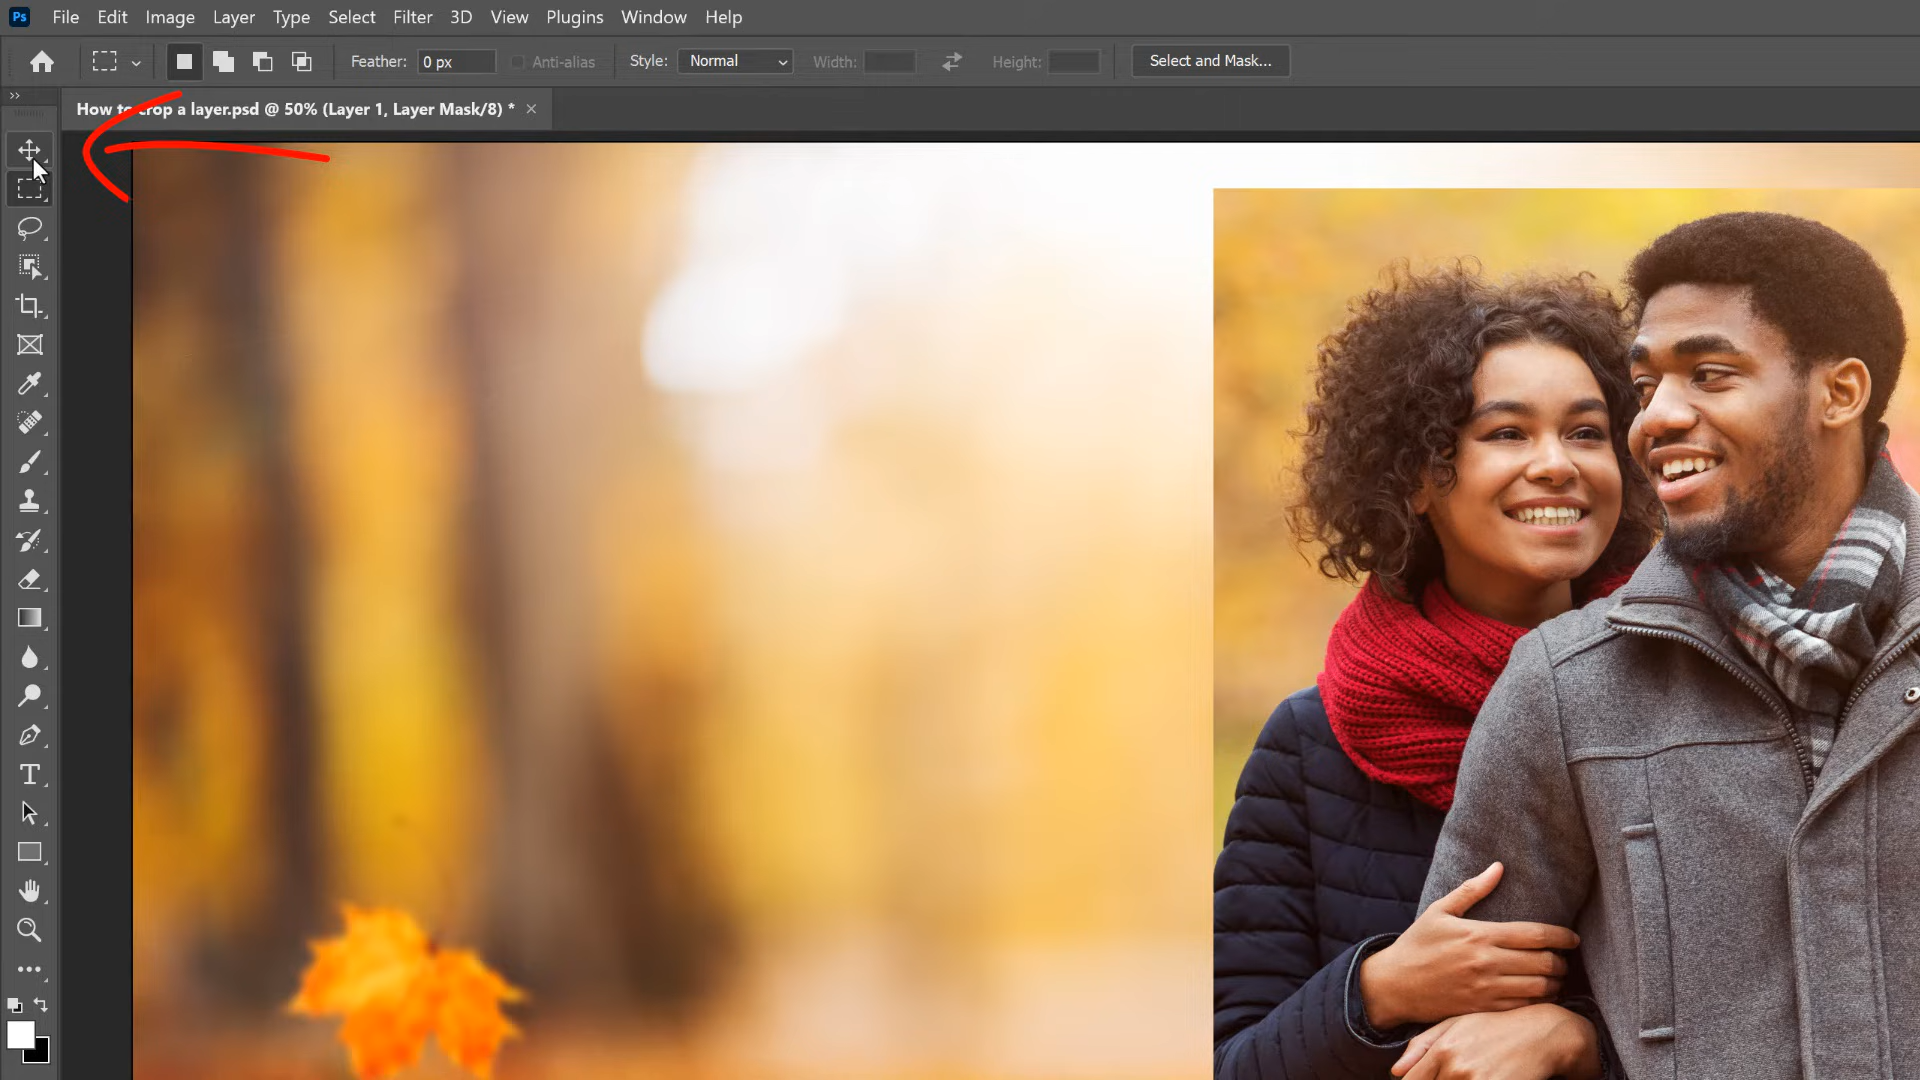 Ps File Edit Image Layer Type Select Filter 3D View Plugins Window Help
Feather: 0 px Anti-alias Style: Normal Width: Height: Select and Mask...
How to crop a layer.psd @ 50% (Layer 1, Layer Mask/8) * ×
T